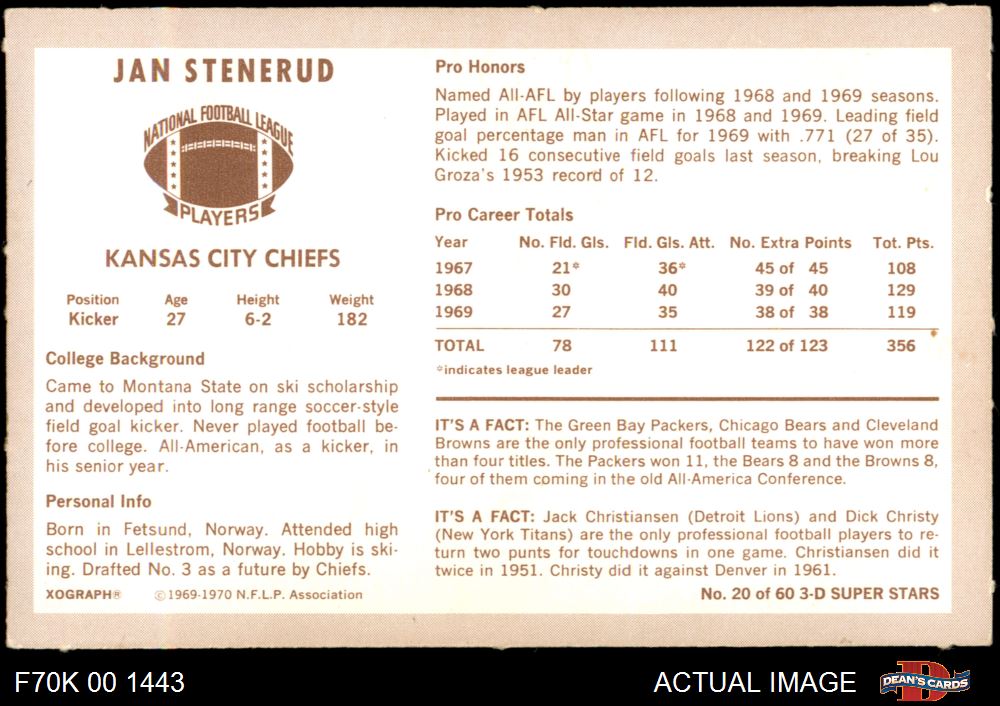 JAN STENERUD
NATIONAL FOOTBALL LEAGUE
PLAYERS
KANSAS CITY CHIEFS
Position Age Height Weight
Kicker 27 6-2 182
College Background
Came to Montana State on ski scholarship
and developed into long range soccer-style
field goal kicker. Never played football be-
fore college. All-American, as a kicker, in
his senior year.
Personal Info
Born in Fetsund, Norway. Attended high
school in Lellestrom, Norway. Hobby is ski-
ing. Drafted No. 3 as a future by Chiefs.
XOGRAPH® ©1969-1970 N.F.L.P. Association
Pro Honors
Named All-AFL by players following 1968 and 1969 seasons.
Played in AFL All-Star game in 1968 and 1969. Leading field
goal percentage man in AFL for 1969 with .771 (27 of 35).
Kicked 16 consecutive field goals last season, breaking Lou
Groza's 1953 record of 12.
Pro Career Totals
Year No. Fld. Gls. Fld. Gls. Att. No. Extra Points Tot. Pts.
1967 21* 36* 45 of 45 108
1968 30 40 39 of 40 129
1969 27 35 38 of 38 119
TOTAL 78 111 122 of 123 356
*indicates league leader
IT'S A FACT: The Green Bay Packers, Chicago Bears and Cleveland
Browns are the only professional football teams to have won more
than four titles. The Packers won 11, the Bears 8 and the Browns 8,
four of them coming in the old All-America Conference.
IT'S A FACT: Jack Christiansen (Detroit Lions) and Dick Christy
(New York Titans) are the only professional football players to re-
turn two punts for touchdowns in one game. Christiansen did it
twice in 1951. Christy did it against Denver in 1961.
No. 20 of 60 3-D SUPER STARS
F70K 00 1443
ACTUAL IMAGE
D
DEAN'S CARDS